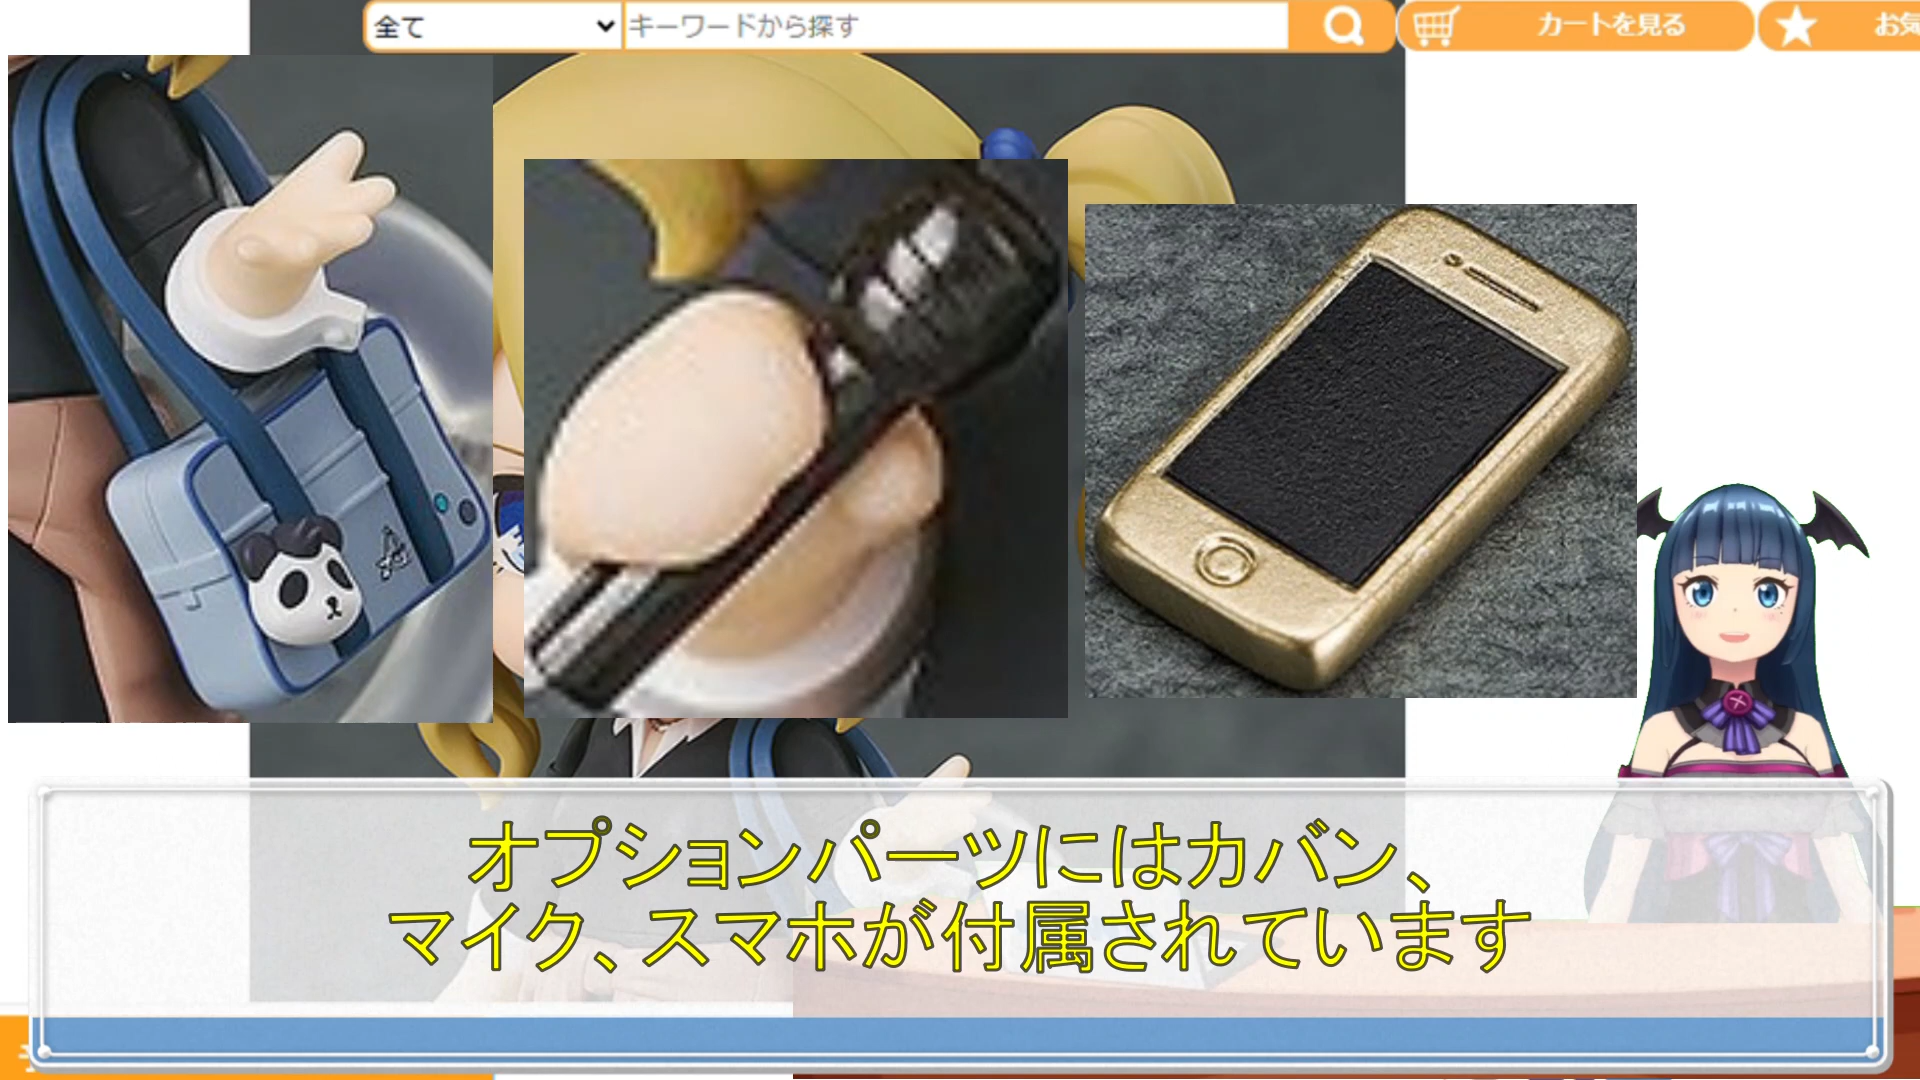 全て
キーワードから探す
カートを見る
お気
オプションパーツにはカバン、
マイク、スマホが付属されています